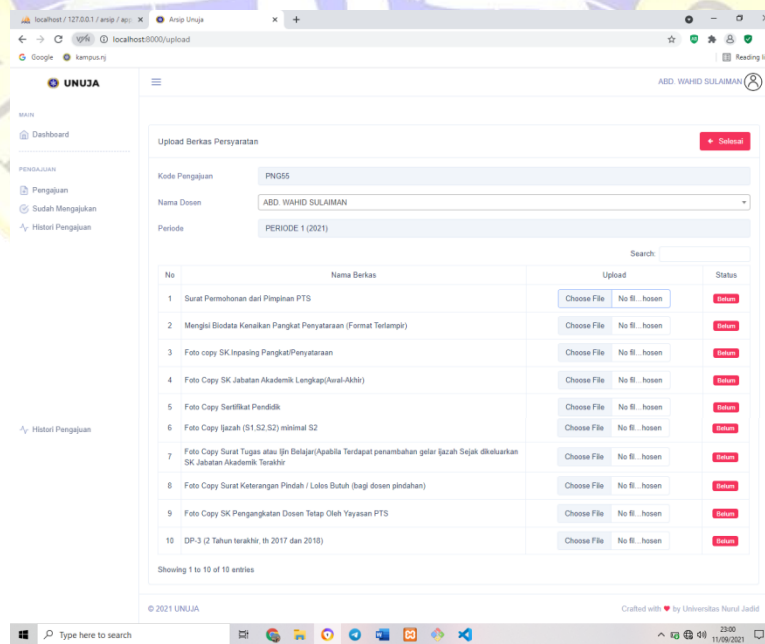 localhost / 127.0.0.1 / arsip / app
Arsip Unuja
localhost:8000/upload
Google
kampus.nj
Reading li
UNUJA
ABD. WAHID SULAIMAN
MAIN
Dashboard
PENGAJUAN
Pengajuan
Sudah Mengajukan
Histori Pengajuan
Histori Pengajuan
Upload Berkas Persyaratan
Selesai
Kode Pengajuan PNG55
Nama Dosen ABD. WAHID SULAIMAN
Periode PERIODE 1 (2021)
Search:
No Nama Berkas Upload Status
1 Surat Permohonan dari Pimpinan PTS Choose File No fil...hosen Belum
2 Mengisi Biodata Kenaikan Pangkat Penyataraan (Format Terlampir) Choose File No fil...hosen Belum
3 Foto copy SK.Inpasing Pangkat/Penyataraan Choose File No fil...hosen Belum
4 Foto Copy SK Jabatan Akademik Lengkap(Awal-Akhir) Choose File No fil...hosen Belum
5 Foto Copy Sertifikat Pendidik Choose File No fil...hosen Belum
6 Foto Copy Ijazah (S1,S2,S2) minimal S2 Choose File No fil...hosen Belum
7 Foto Copy Surat Tugas atau Ijin Belajar(Apabila Terdapat penambahan gelar Ijazah Sejak dikeluarkan
SK Jabatan Akademik Terakhir Choose File No fil...hosen Belum
8 Foto Copy Surat Keterangan Pindah / Lolos Butuh (bagi dosen pindahan) Choose File No fil...hosen Belum
9 Foto Copy SK Pengangkatan Dosen Tetap Oleh Yayasan PTS Choose File No fil...hosen Belum
10 DP-3 (2 Tahun terakhir, th 2017 dan 2018) Choose File No fil...hosen Belum
Showing 1 to 10 of 10 entries
© 2021 UNUJA
Crafted with ♥ by Universitas Nurul Jadid
Type here to search
23:00
11/09/2021